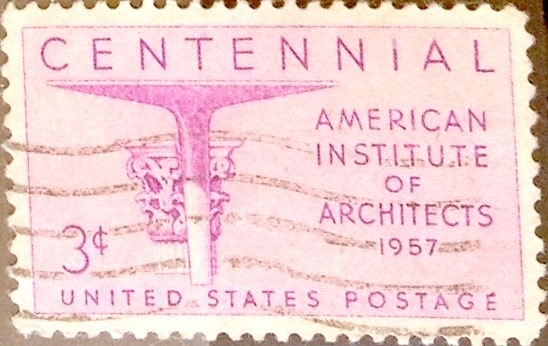 CENTENNIAL
AMERICAN
INSTITUTE
OF
ARCHITECTS
1957
3¢
UNITED STATES POSTAGE